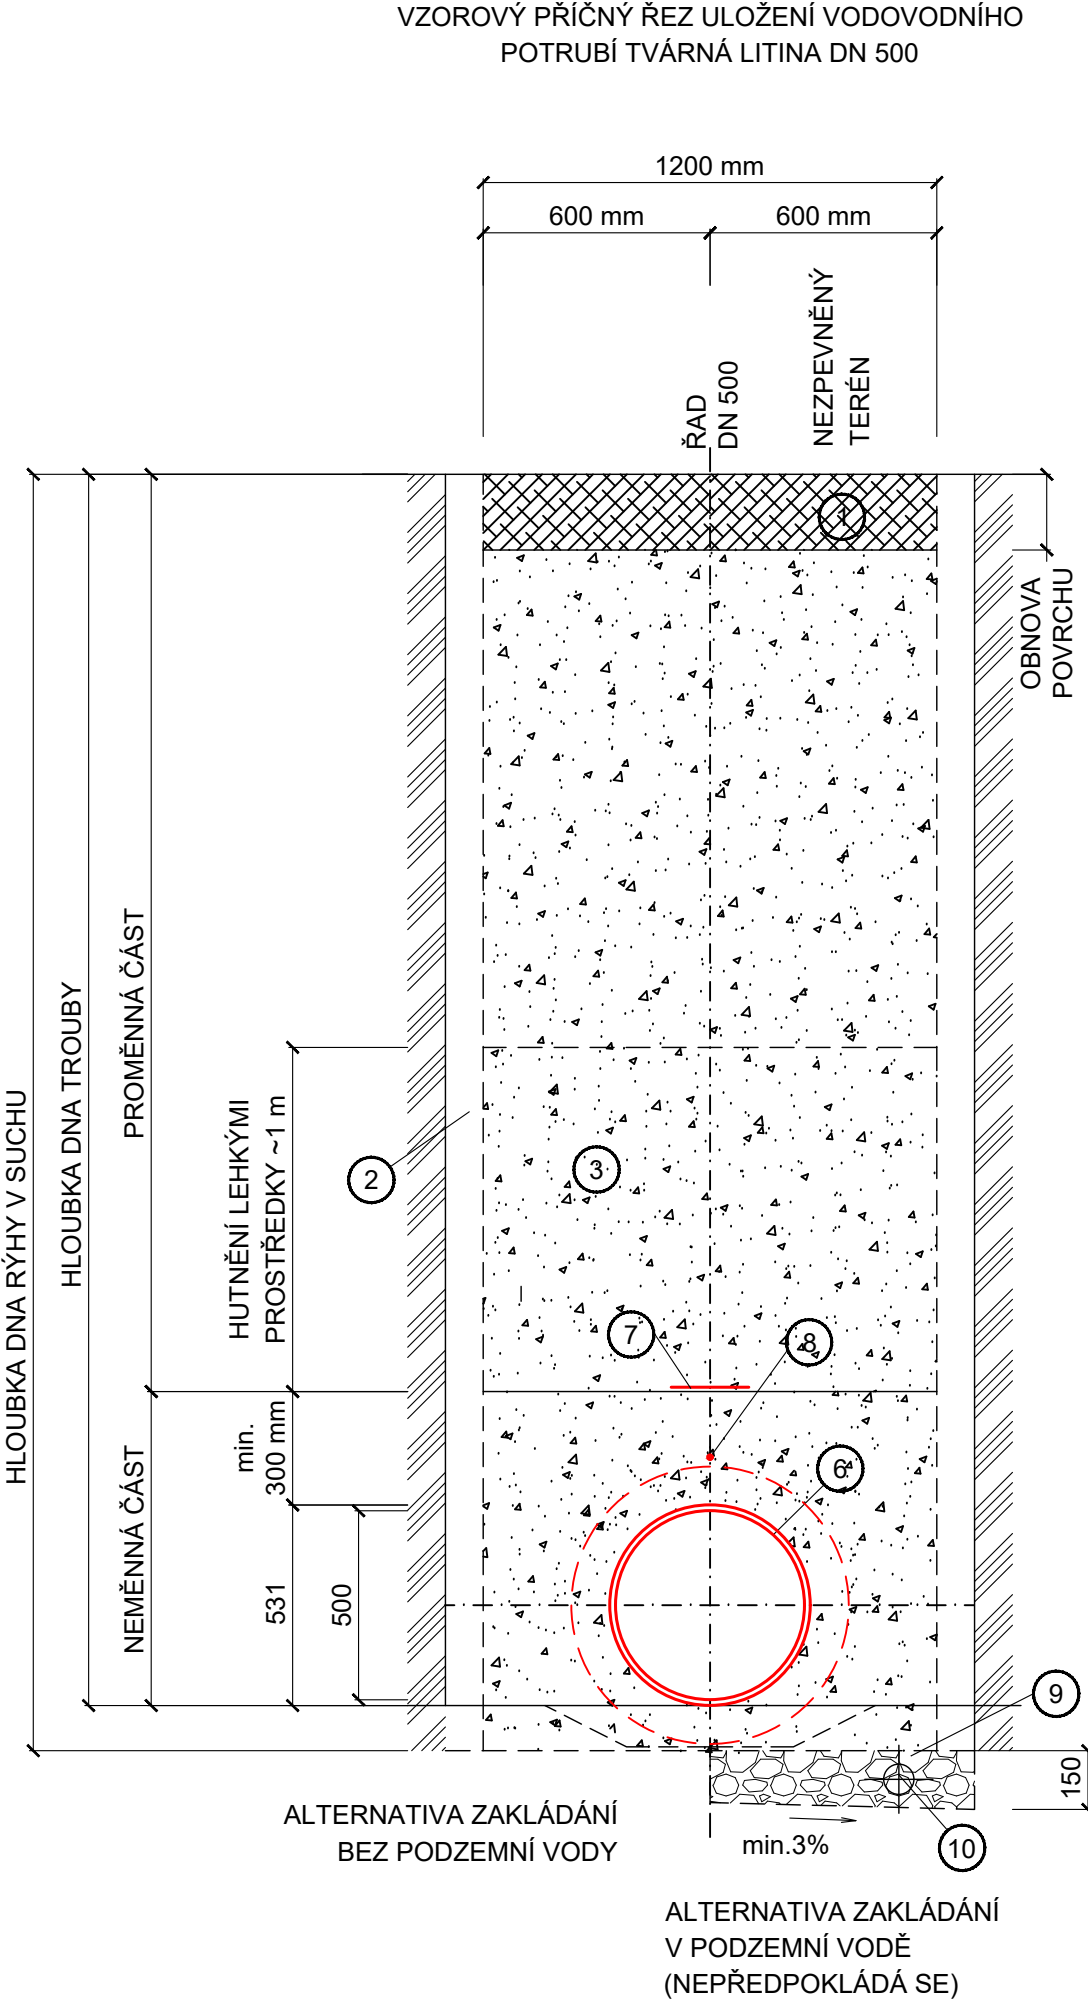 VZOROVÝ PŘÍČNÝ ŘEZ ULOŽENÍ VODOVODNÍHO
POTRUBÍ TVÁRNÁ LITINA DN 500
1200 mm
600 mm
600 mm
ŘAD
DN 500
NEZPEVNĚNÝ
TERÉN
1
OBNOVA
POVRCHU
HLOUBKA DNA RÝHY V SUCHU
HLOUBKA DNA TROUBY
PROMĚNNÁ ČÁST
HUTNĚNÍ LEHKÝMI
PROSTŘEDKY ~1 m
2
3
7
8
NEMĚNNÁ ČÁST
min.
300 mm
6
531
500
9
150
ALTERNATIVA ZAKLÁDÁNÍ
BEZ PODZEMNÍ VODY
min.3%
10
ALTERNATIVA ZAKLÁDÁNÍ
V PODZEMNÍ VODĚ
(NEPŘEDPOKLÁDÁ SE)